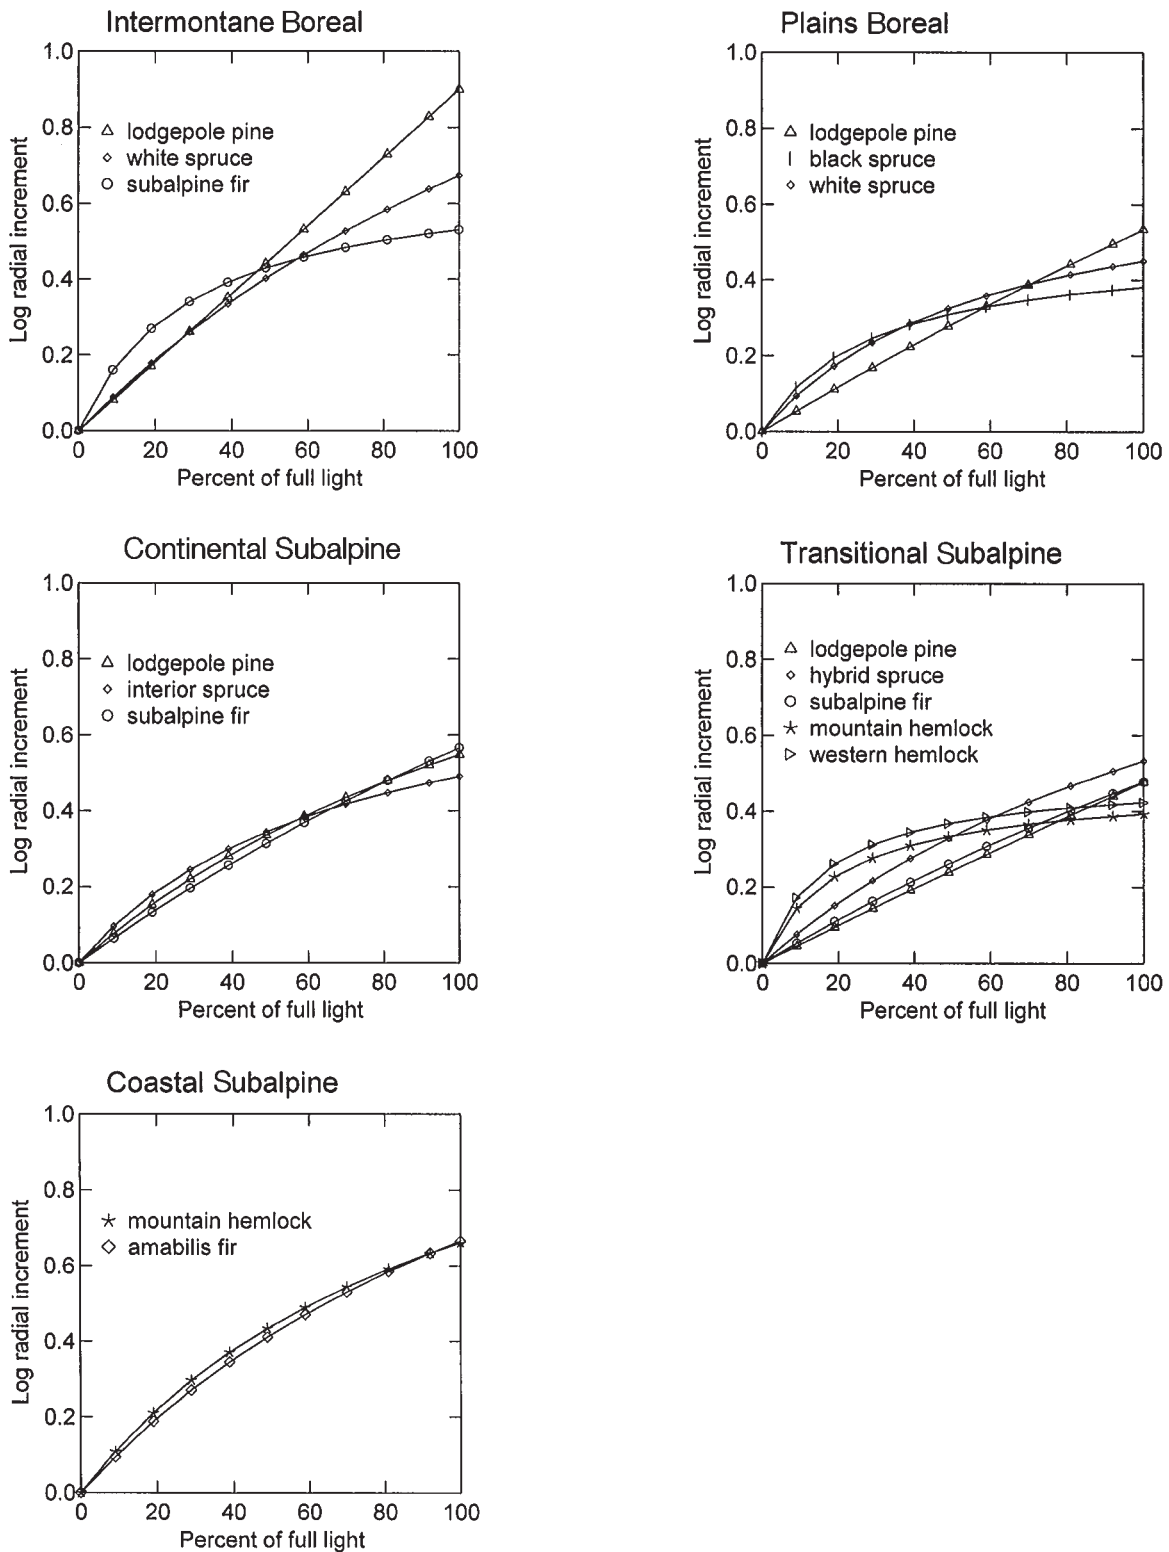 Intermontane Boreal
1.0
0.8
0.6
0.4
0.2
0.0
Log radial increment
lodgepole pine
white spruce
subalpine fir
0 20 40 60 80 100
Percent of full light
Plains Boreal
1.0
0.8
0.6
0.4
0.2
0.0
Log radial increment
lodgepole pine
black spruce
white spruce
0 20 40 60 80 100
Percent of full light
Continental Subalpine
1.0
0.8
0.6
0.4
0.2
0.0
Log radial increment
lodgepole pine
interior spruce
subalpine fir
0 20 40 60 80 100
Percent of full light
Transitional Subalpine
1.0
0.8
0.6
0.4
0.2
0.0
Log radial increment
lodgepole pine
hybrid spruce
subalpine fir
mountain hemlock
western hemlock
0 20 40 60 80 100
Percent of full light
Coastal Subalpine
1.0
0.8
0.6
0.4
0.2
0.0
Log radial increment
mountain hemlock
amabilis fir
0 20 40 60 80 100
Percent of full light